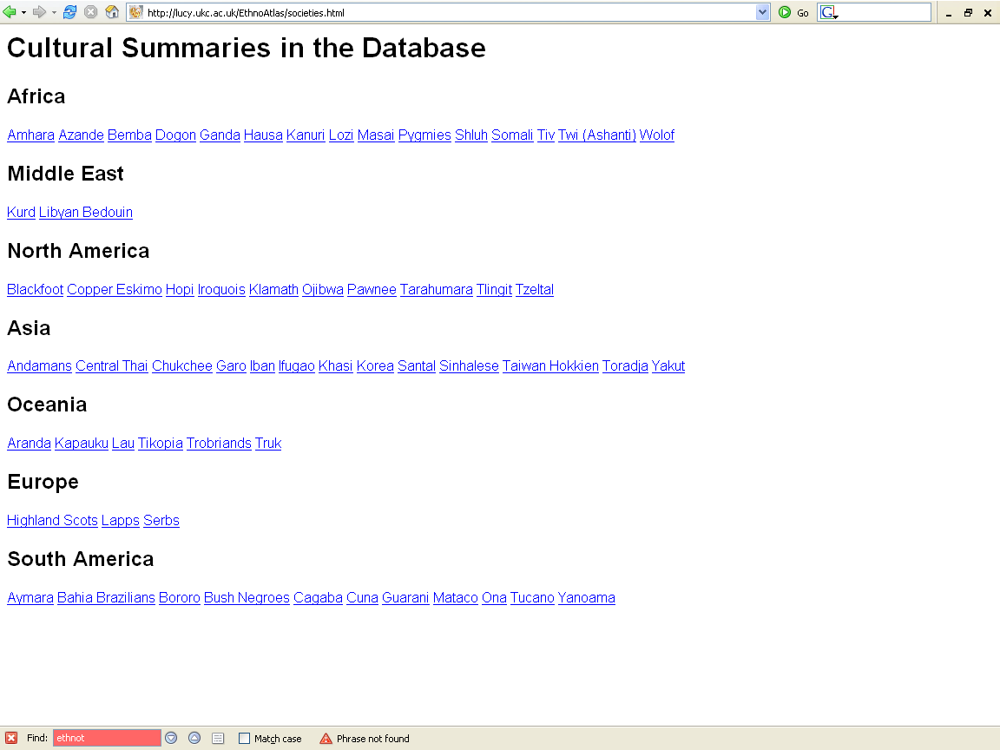 http://lucy.ukc.ac.uk/EthnoAtlas/societies.html Go G
Cultural Summaries in the Database
Africa
Amhara Azande Bemba Dogon Ganda Hausa Kanuri Lozi Masai Pygmies Shluh Somali Tiv Twi (Ashanti) Wolof
Middle East
Kurd Libyan Bedouin
North America
Blackfoot Copper Eskimo Hopi Iroquois Klamath Ojibwa Pawnee Tarahumara Tlingit Tzeltal
Asia
Andamans Central Thai Chukchee Garo Iban Ifugao Khasi Korea Santal Sinhalese Taiwan Hokkien Toradja Yakut
Oceania
Aranda Kapauku Lau Tikopia Trobriands Truk
Europe
Highland Scots Lapps Serbs
South America
Aymara Bahia Brazilians Bororo Bush Negroes Cagaba Cuna Guarani Mataco Ona Tucano Yanoama
Find: ethnot Match case Phrase not found